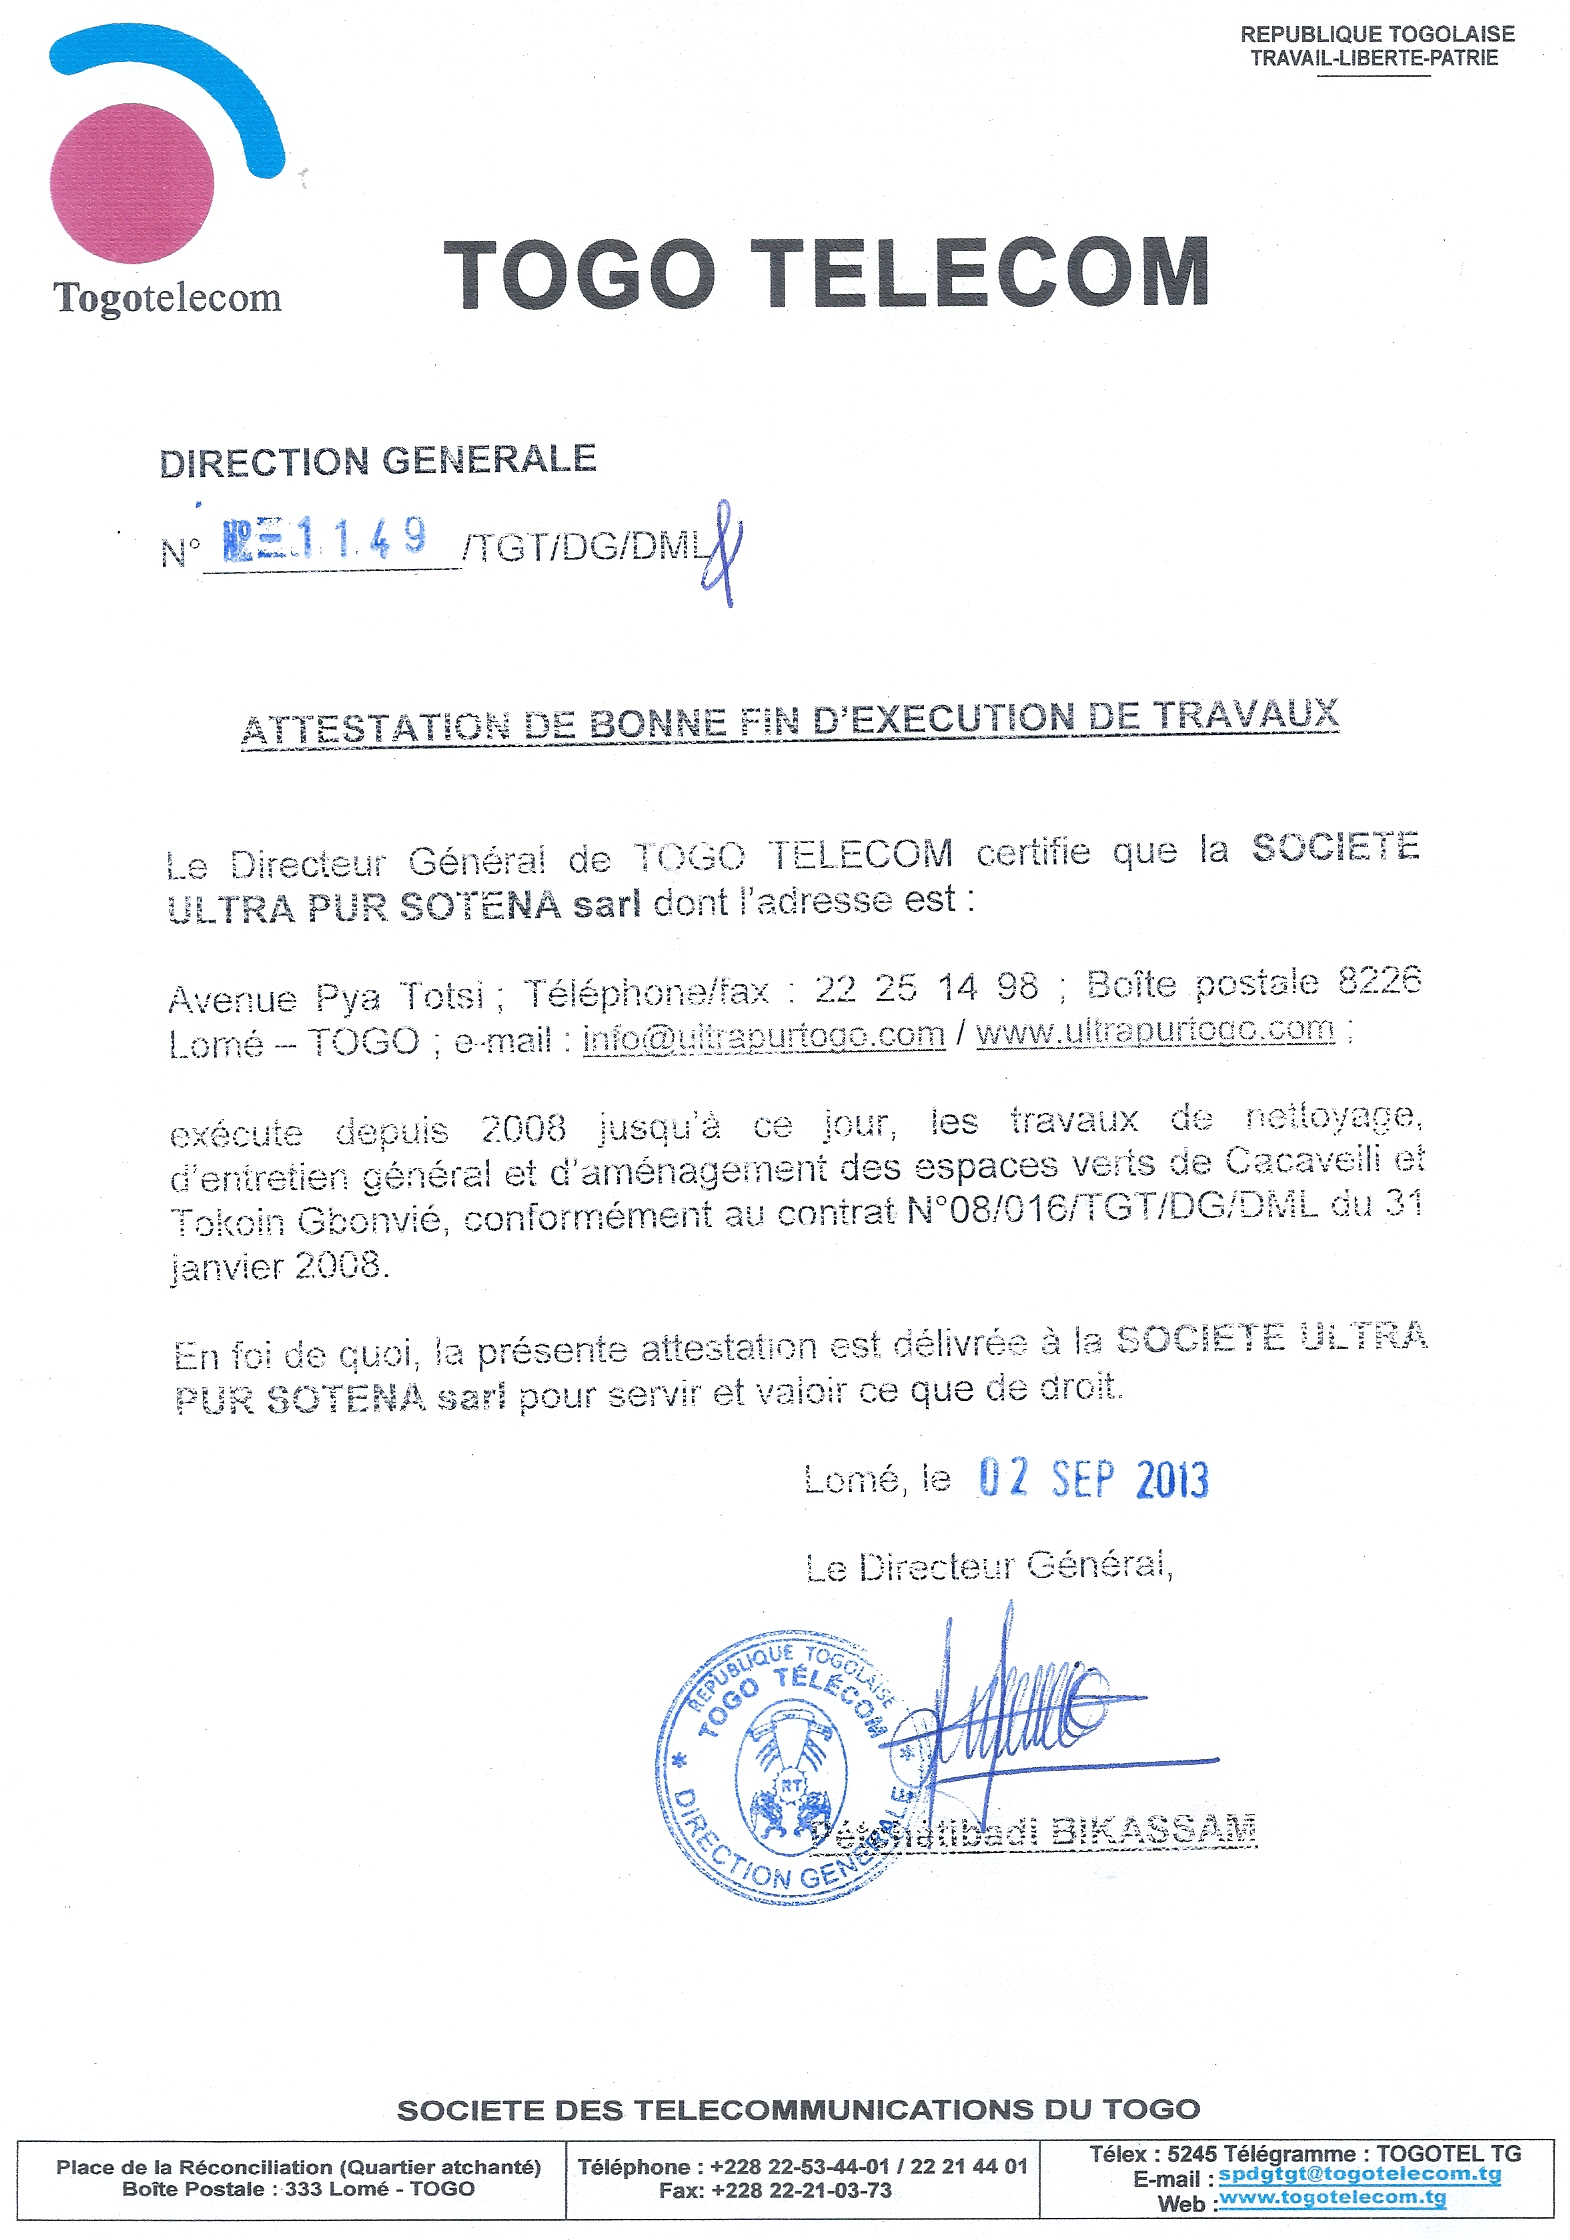 REPUBLIQUE TOGOLAISE
TRAVAIL-LIBERTE-PATRIE
Togotelecom
TOGO TELECOM
DIRECTION GENERALE
N° 1149 /TGT/DG/DML
ATTESTATION DE BONNE FIN D'EXECUTION DE TRAVAUX
Le Directeur Général de TOGO TELECOM certifie que la SOCIETE
ULTRA PUR SOTENA sarl dont l'adresse est :
Avenue Pya Totsi ; Téléphone/fax : 22 25 14 98 ; Boîte postale 8226
Lomé – TOGO ; e-mail : info@ultrapurtogo.com / www.ultrapurtogo.com ;
exécute depuis 2008 jusqu'à ce jour, les travaux de nettoyage,
d'entretien général et d'aménagement des espaces verts de Cacaveili et
Tokoin Gbonvié, conformément au contrat N°08/016/TGT/DG/DML du 31
janvier 2008.
En foi de quoi, la présente attestation est délivrée à la SOCIETE ULTRA
PUR SOTENA sarl pour servir et valoir ce que de droit.
Lomé, le 02 SEP 2013
Le Directeur Général,
REPUBLIQUE TOGOLAISE
TOGO TÉLÉCOM
RT
* DIRECTION GENERALE *
Pétchétibadi BIKASSAM
SOCIETE DES TELECOMMUNICATIONS DU TOGO
Place de la Réconciliation (Quartier atchanté)
Boîte Postale : 333 Lomé - TOGO
Téléphone : +228 22-53-44-01 / 22 21 44 01
Fax: +228 22-21-03-73
Télex : 5245 Télégramme : TOGOTEL TG
E-mail : spdgtgt@togotelecom.tg
Web : www.togotelecom.tg